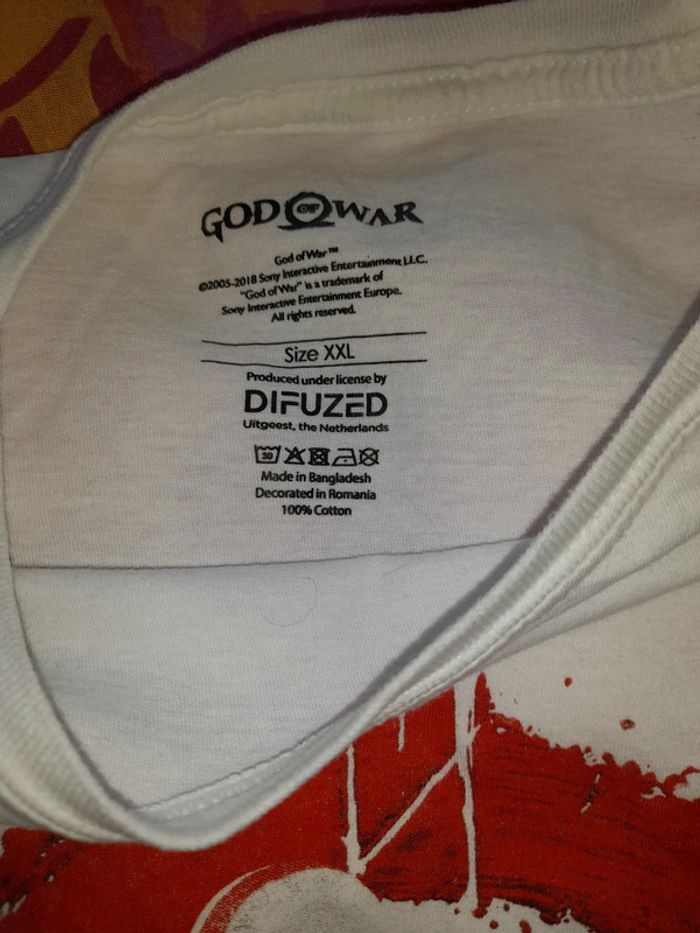 GOD OF WAR
God of War™
©2005-2018 Sony Interactive Entertainment LLC.
"God of War" is a trademark of
Sony Interactive Entertainment Europe.
All rights reserved.
Size XXL
Produced under license by
DIFUZED
Uitgeest, the Netherlands
30
Made in Bangladesh
Decorated in Romania
100% Cotton